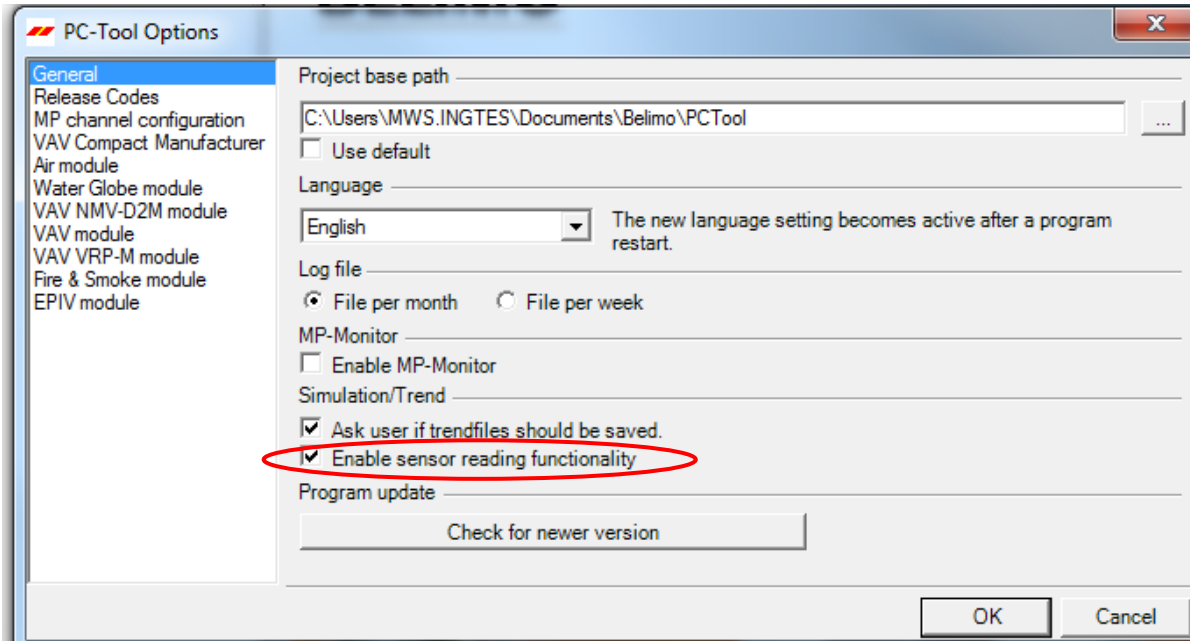 PC-Tool Options
X
General
Release Codes
MP channel configuration
VAV Compact Manufacturer
Air module
Water Globe module
VAV NMV-D2M module
VAV module
VAV VRP-M module
Fire & Smoke module
EPIV module
Project base path
C:\Users\MWS.INGTES\Documents\Belimo\PCTool
...
Use default
Language
English
The new language setting becomes active after a program
restart.
Log file
File per month
File per week
MP-Monitor
Enable MP-Monitor
Simulation/Trend
Ask user if trendfiles should be saved.
Enable sensor reading functionality
Program update
Check for newer version
OK
Cancel